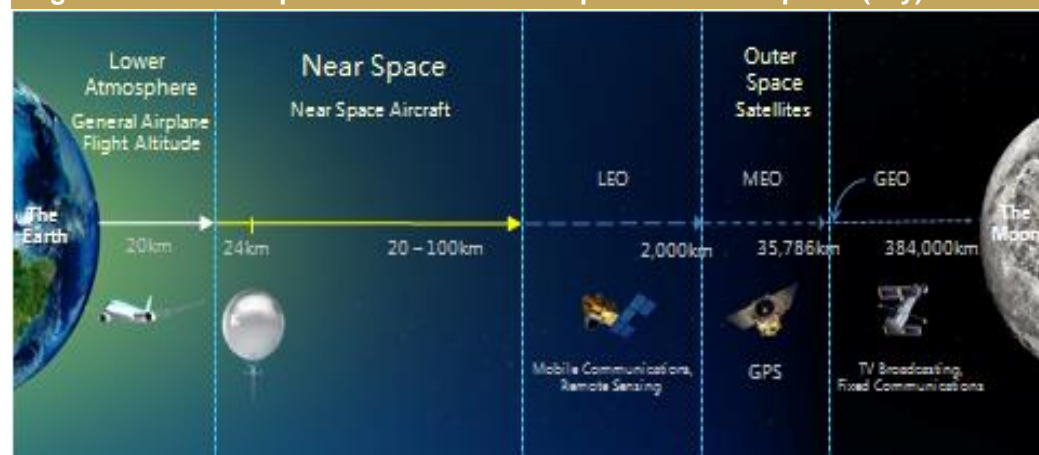 Lower
Atmosphere
General Airplane
Flight Altitude
Near Space
Near Space Aircraft
Outer
Space
Satellites
LEO
MEO
GEO
The
Earth
20km
24km
20 – 100km
2,000km
35,786km
384,000km
The
Moon
Mobile Communications,
Remote Sensing
GPS
TV Broadcasting,
Fixed Communications